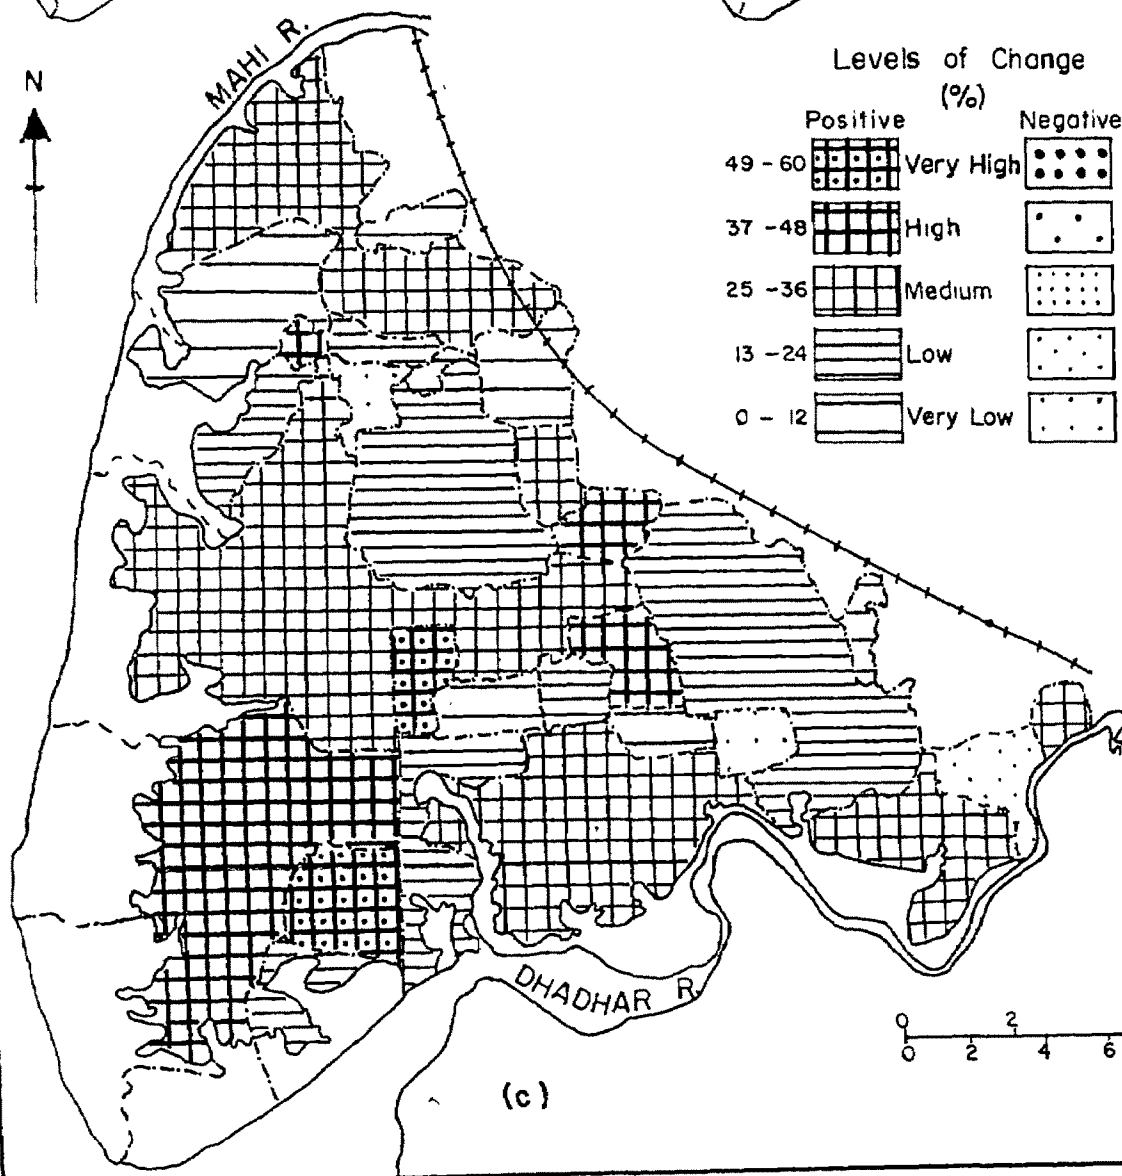 MAHI R.
N
Levels of Change
(%)
Positive Negative
49 - 60 Very High
37 - 48 High
25 - 36 Medium
13 - 24 Low
0 - 12 Very Low
DHADHAR R.
0 2
0 2 4 6
(c)